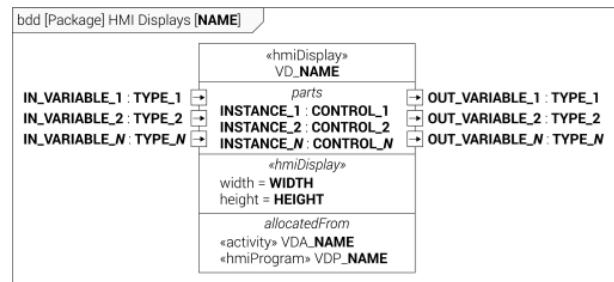 bdd [Package] HMI Displays [NAME]
«hmiDisplay»
VD_NAME
parts
IN_VARIABLE_1 : TYPE_1
IN_VARIABLE_2 : TYPE_2
IN_VARIABLE_N : TYPE_N
INSTANCE_1 : CONTROL_1
INSTANCE_2 : CONTROL_2
INSTANCE_N : CONTROL_N
OUT_VARIABLE_1 : TYPE_1
OUT_VARIABLE_2 : TYPE_2
OUT_VARIABLE_N : TYPE_N
«hmiDisplay»
width = WIDTH
height = HEIGHT
allocatedFrom
«activity» VDA_NAME
«hmiProgram» VDP_NAME